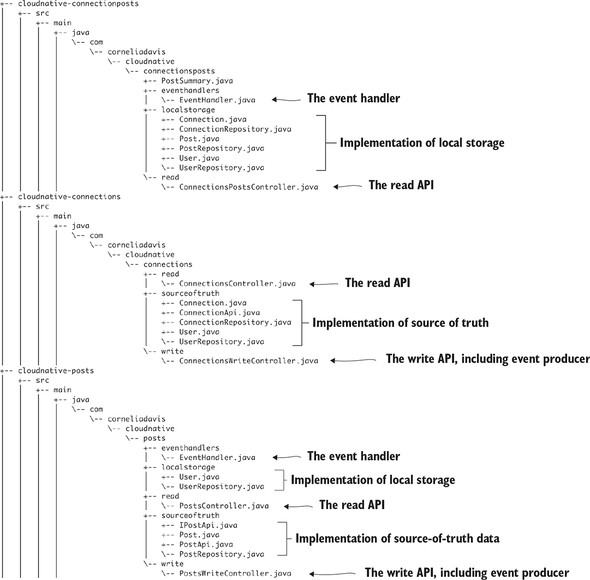 +-- cloudnative-connectionposts
+-- src
+-- main
+-- java
\-- com
\-- corneliadavis
\-- cloudnative
\-- connectionsposts
+-- PostSummary.java
+-- eventhandlers
| \-- EventHandler.java The event handler
+-- localstorage
| +-- Connection.java
| +-- ConnectionRepository.java
| +-- Post.java Implementation of local storage
| +-- PostRepository.java
| +-- User.java
| \-- UserRepository.java
\-- read
\-- ConnectionsPostsController.java The read API
+-- cloudnative-connections
+-- src
+-- main
+-- java
\-- com
\-- corneliadavis
\-- cloudnative
\-- connections
+-- read
| \-- ConnectionsController.java The read API
+-- sourceoftruth
| +-- Connection.java
| +-- ConnectionApi.java
| +-- ConnectionRepository.java Implementation of source of truth
| +-- User.java
| \-- UserRepository.java
\-- write
\-- ConnectionsWriteController.java The write API, including event producer
+-- cloudnative-posts
+-- src
+-- main
+-- java
\-- com
\-- corneliadavis
\-- cloudnative
\-- posts
+-- eventhandlers
| \-- EventHandler.java The event handler
+-- localstorage
| +-- User.java Implementation of local storage
| \-- UserRepository.java
+-- read
| \-- PostsController.java The read API
+-- sourceoftruth
| +-- IPostApi.java
| +-- Post.java Implementation of source-of-truth data
| +-- PostApi.java
| \-- PostRepository.java
\-- write
\-- PostsWriteController.java The write API, including event producer